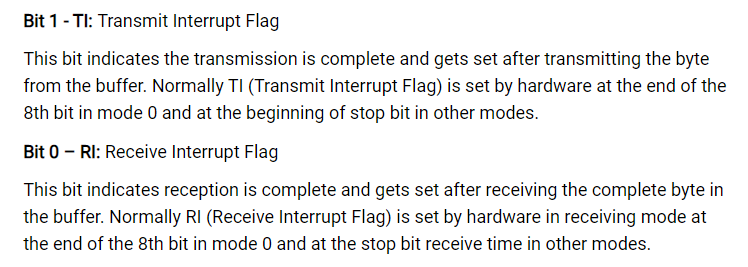 Bit 1 - TI: Transmit Interrupt Flag
This bit indicates the transmission is complete and gets set after transmitting the byte
from the buffer. Normally TI (Transmit Interrupt Flag) is set by hardware at the end of the
8th bit in mode 0 and at the beginning of stop bit in other modes.
Bit 0 – RI: Receive Interrupt Flag
This bit indicates reception is complete and gets set after receiving the complete byte in
the buffer. Normally RI (Receive Interrupt Flag) is set by hardware in receiving mode at
the end of the 8th bit in mode 0 and at the stop bit receive time in other modes.